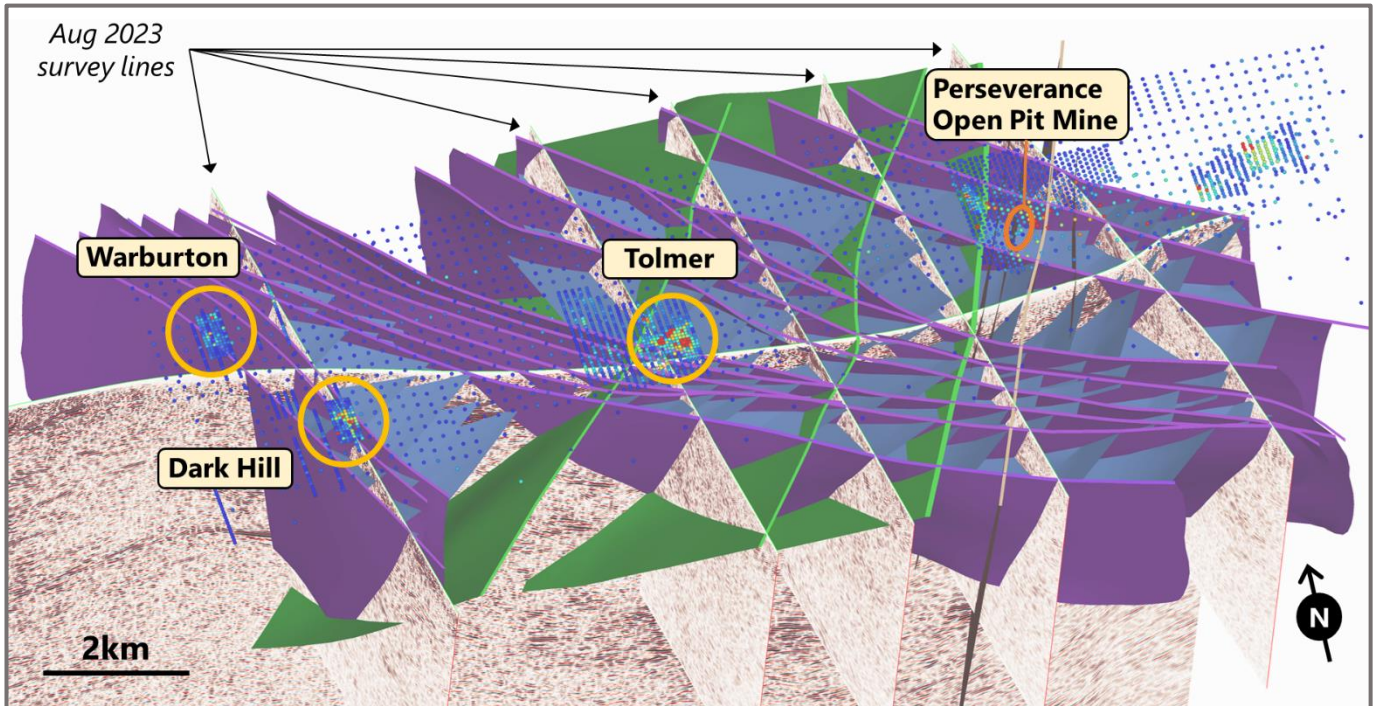 Aug 2023
survey lines
Perseverance
Open Pit Mine
Warburton
Tolmer
Dark Hill
2km
N